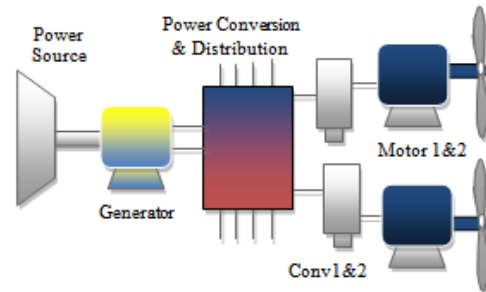 Power
Source
Power Conversion
& Distribution
Generator
Motor 1&2
Conv1&2